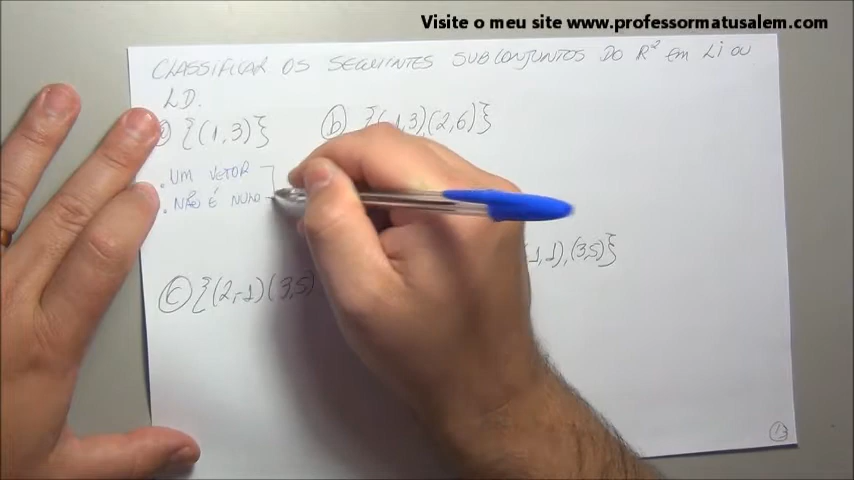 Visite o meu site www.professormatusalem.com
CLASSIFICAR OS SEGUINTES SUBCONJUNTOS DO R² EM LI OU
LD.
{(1,3)} (b) {(1,3),(2,6)}
. UM VETOR
. NÃO É NULO
(1,1),(3,5)}
(c) {(2,-1)(3,5)